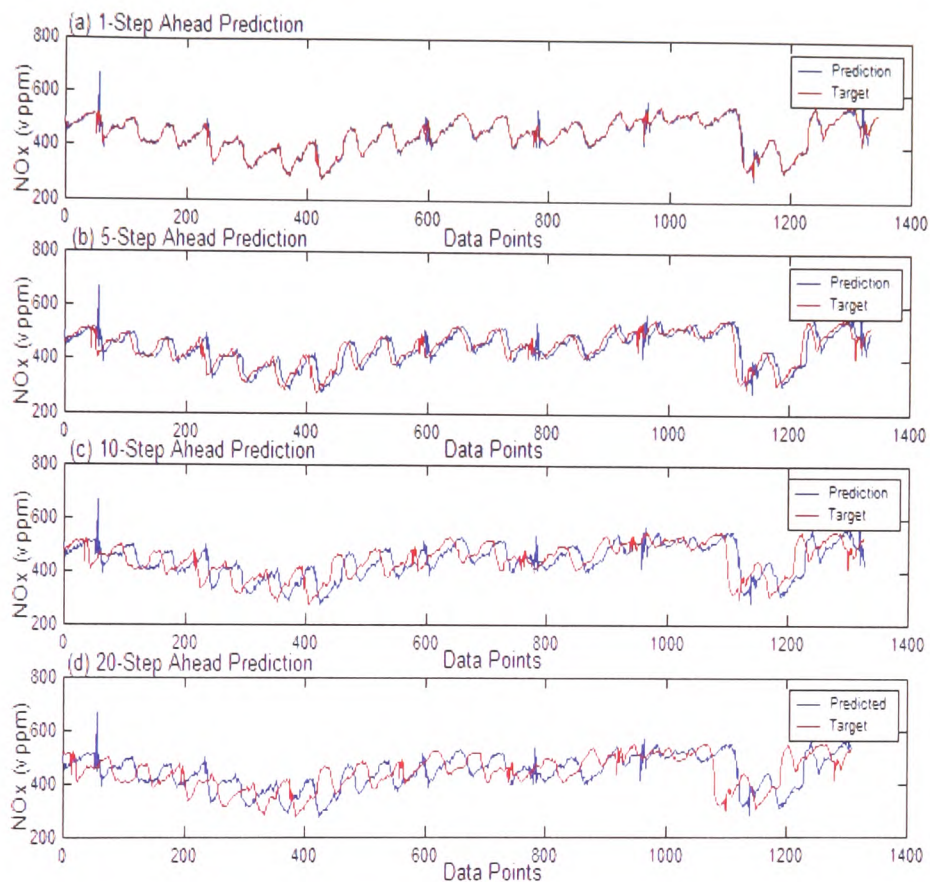 (a) 1-Step Ahead Prediction
800
600
400
200
NOx (v ppm)
Prediction
Target
0 200 400 600 800 1000 1200 1400
Data Points
(b) 5-Step Ahead Prediction
800
600
400
200
NOx (v ppm)
Prediction
Target
0 200 400 600 800 1000 1200 1400
Data Points
(c) 10-Step Ahead Prediction
800
600
400
200
NOx (v ppm)
Prediction
Target
0 200 400 600 800 1000 1200 1400
Data Points
(d) 20-Step Ahead Prediction
800
600
400
200
NOx (v ppm)
Predicted
Target
0 200 400 600 800 1000 1200 1400
Data Points